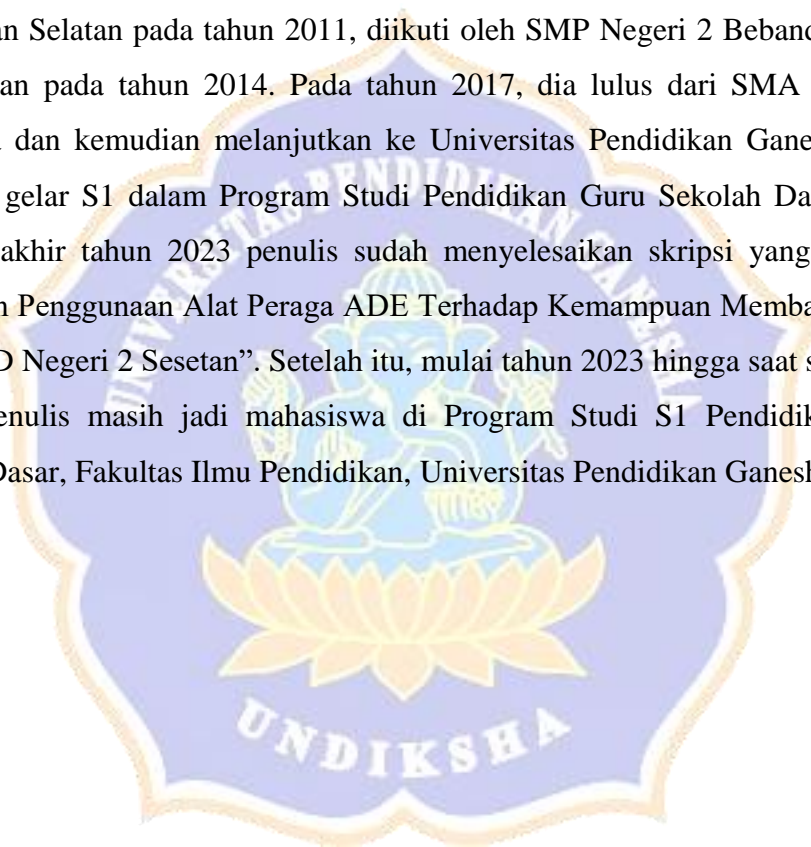 an Selatan pada tahun 2011, diikuti oleh SMP Negeri 2 Beband
an pada tahun 2014. Pada tahun 2017, dia lulus dari SMA
dan kemudian melanjutkan ke Universitas Pendidikan Gane
gelar S1 dalam Program Studi Pendidikan Guru Sekolah Da
akhir tahun 2023 penulis sudah menyelesaikan skripsi yang
n Penggunaan Alat Peraga ADE Terhadap Kemampuan Memba
D Negeri 2 Sesetan”. Setelah itu, mulai tahun 2023 hingga saat s
enulis masih jadi mahasiswa di Program Studi S1 Pendidik
Dasar, Fakultas Ilmu Pendidikan, Universitas Pendidikan Ganesh
UNIVERSITAS PENDIDIKAN GANESHA
UNDIKSHA